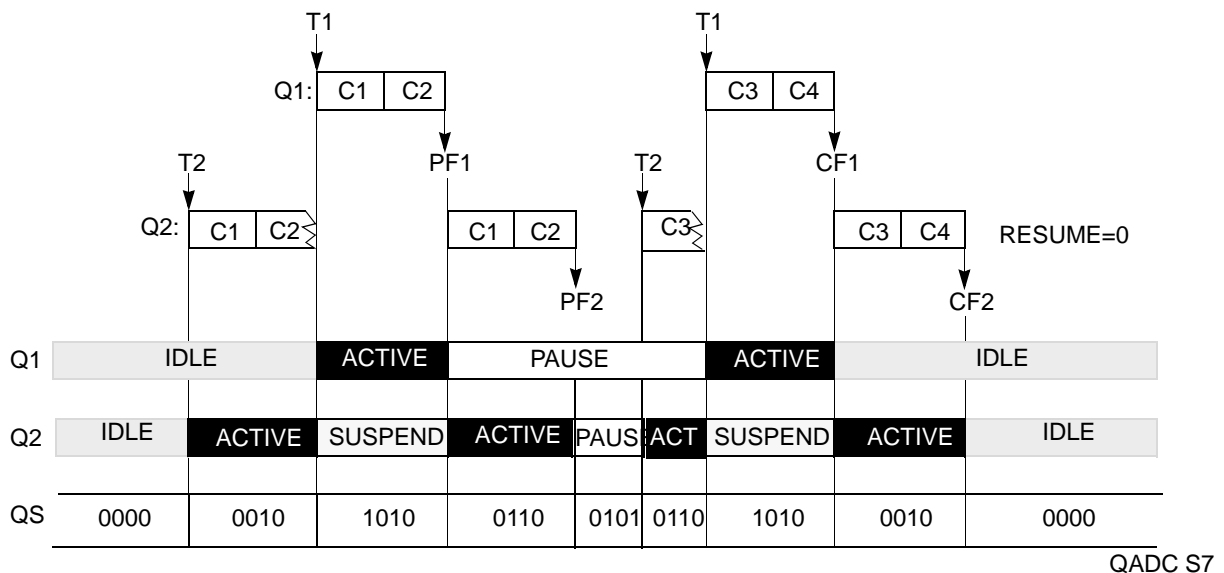 T1 T1
Q1: C1 C2 C3 C4
T2 PF1 T2 CF1
Q2: C1 C2 C1 C2 C3 C3 C4 RESUME=0
PF2 CF2
Q1 IDLE ACTIVE PAUSE ACTIVE IDLE
Q2 IDLE ACTIVE SUSPEND ACTIVE PAUSE ACT SUSPEND ACTIVE IDLE
QS 0000 0010 1010 0110 0101 0110 1010 0010 0000
QADC S7